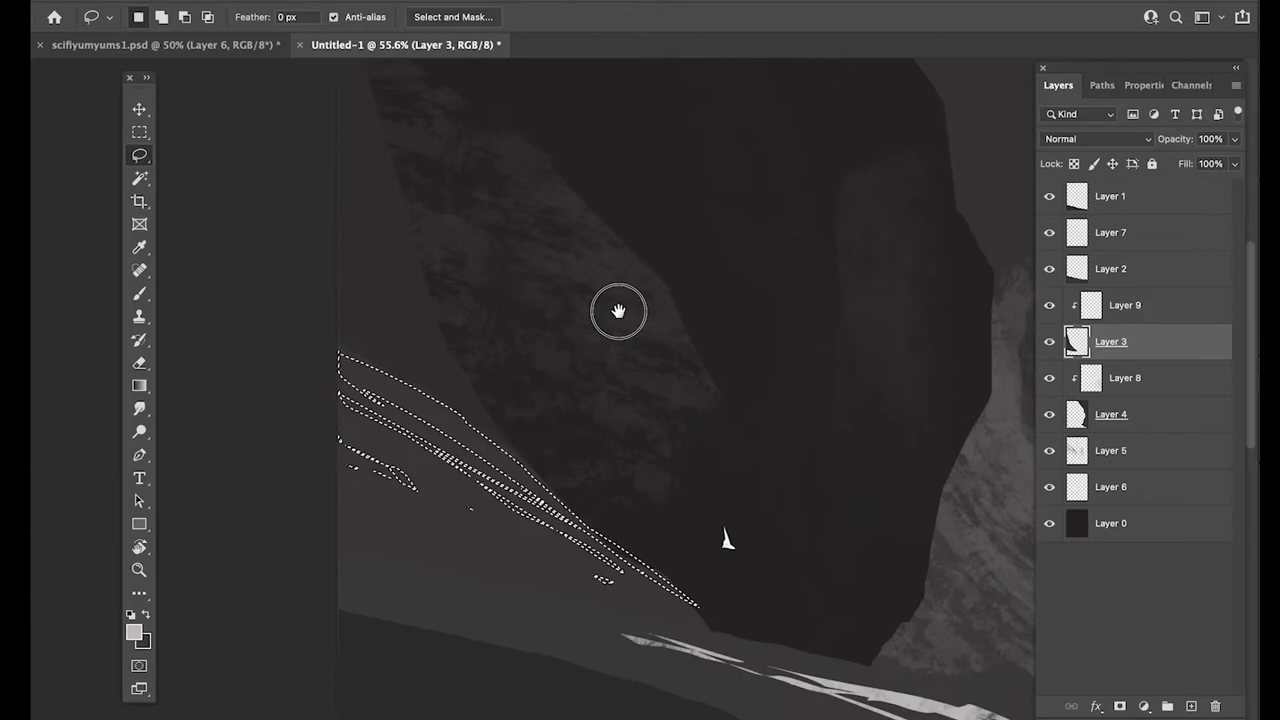 Feather: 0 px Anti-alias Select and Mask...
scifiyumyums1.psd @ 50% (Layer 6, RGB/8*) * Untitled-1 @ 55.6% (Layer 3, RGB/8) *
Layers Paths Properti Channels
Kind
Normal Opacity: 100%
Lock: Fill: 100%
Layer 1
Layer 7
Layer 2
Layer 9
Layer 3
Layer 8
Layer 4
Layer 5
Layer 6
Layer 0
fx